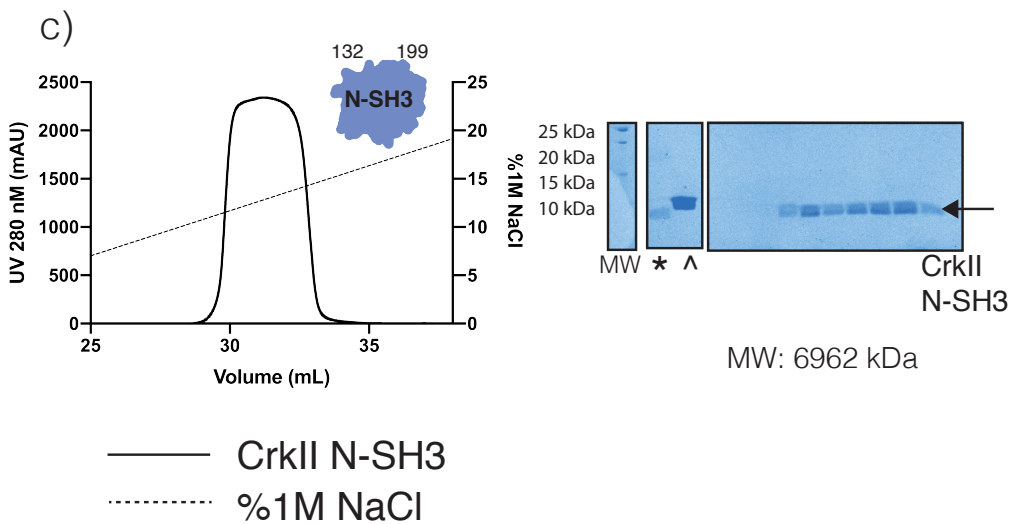 c)
132 199
N-SH3
2500
2000
1500
1000
500
0
UV 280 nM (mAU)
25
20
15
10
5
0
%1M NaCl
25 30 35
Volume (mL)
25 kDa
20 kDa
15 kDa
10 kDa
MW * ^
CrkII
N-SH3
MW: 6962 kDa
CrkII N-SH3
%1M NaCl